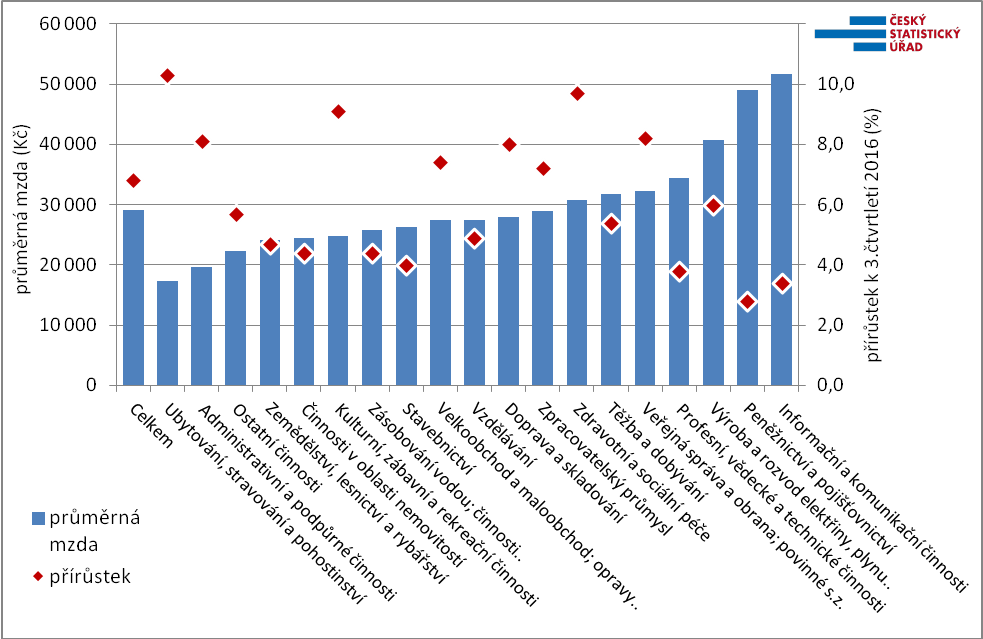 ČESKÝ
STATISTICKÝ
ÚŘAD
průměrná mzda (Kč)
60 000
50 000
40 000
30 000
20 000
10 000
0
10,0
8,0
6,0
4,0
2,0
0,0
přírůstek k 3.čtvrtletí 2016 (%)
Celkem
Ubytování, stravování a pohostinství
Administrativní a podpůrné činnosti
Ostatní činnosti
Zemědělství, lesnictví a rybářství
Činnosti v oblasti nemovitostí
Kulturní, zábavní a rekreační činnosti
Zásobování vodou; činnosti..
Stavebnictví
Velkoobchod a maloobchod; opravy..
Vzdělávání
Doprava a skladování
Zpracovatelský průmysl
Zdravotní a sociální péče
Těžba a dobývání
Veřejná správa a obrana; povinné s.z.
Profesní, vědecké a technické činnosti
Výroba a rozvod elektřiny, plynu..
Peněžnictví a pojišťovnictví
Informační a komunikační činnosti
průměrná
mzda
přírůstek